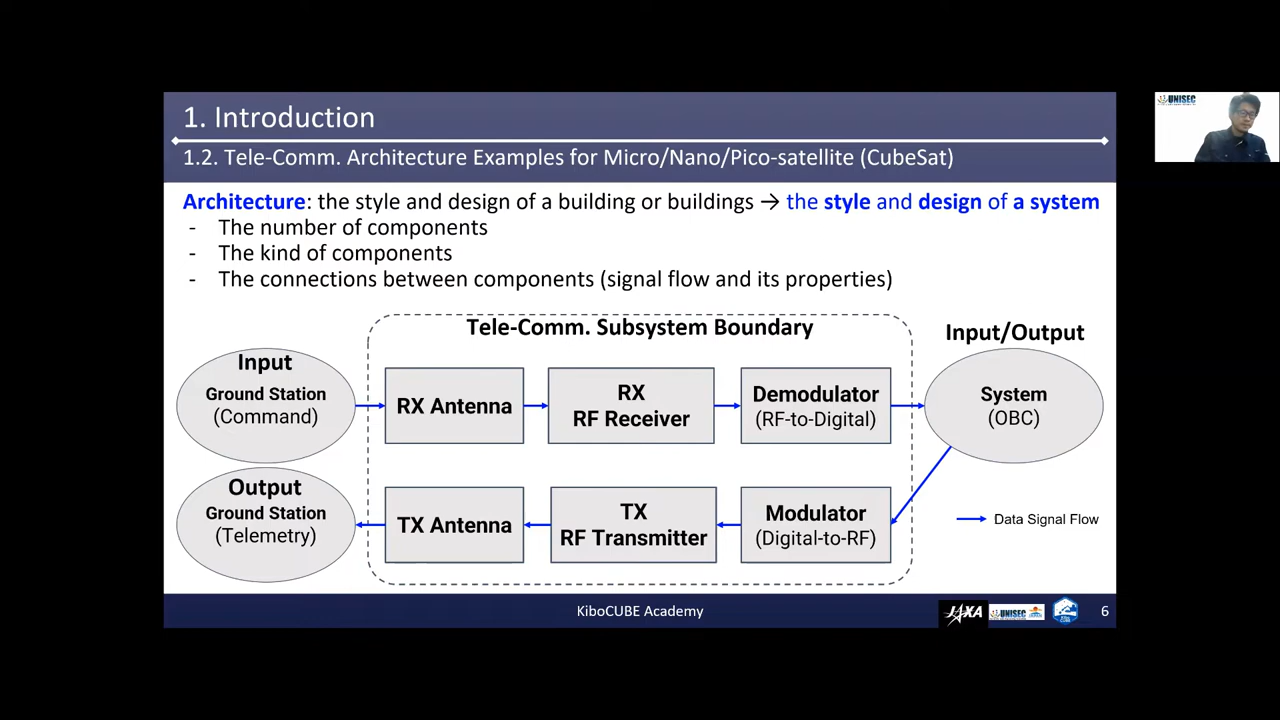 1. Introduction
1.2. Tele-Comm. Architecture Examples for Micro/Nano/Pico-satellite (CubeSat)
Architecture: the style and design of a building or buildings → the style and design of a system
- The number of components
- The kind of components
- The connections between components (signal flow and its properties)
Tele-Comm. Subsystem Boundary
Input/Output
Input
Ground Station
(Command)
RX Antenna
RX
RF Receiver
Demodulator
(RF-to-Digital)
System
(OBC)
Output
Ground Station
(Telemetry)
TX Antenna
TX
RF Transmitter
Modulator
(Digital-to-RF)
Data Signal Flow
KiboCUBE Academy
JAXA
UNISEC
6
UNISEC